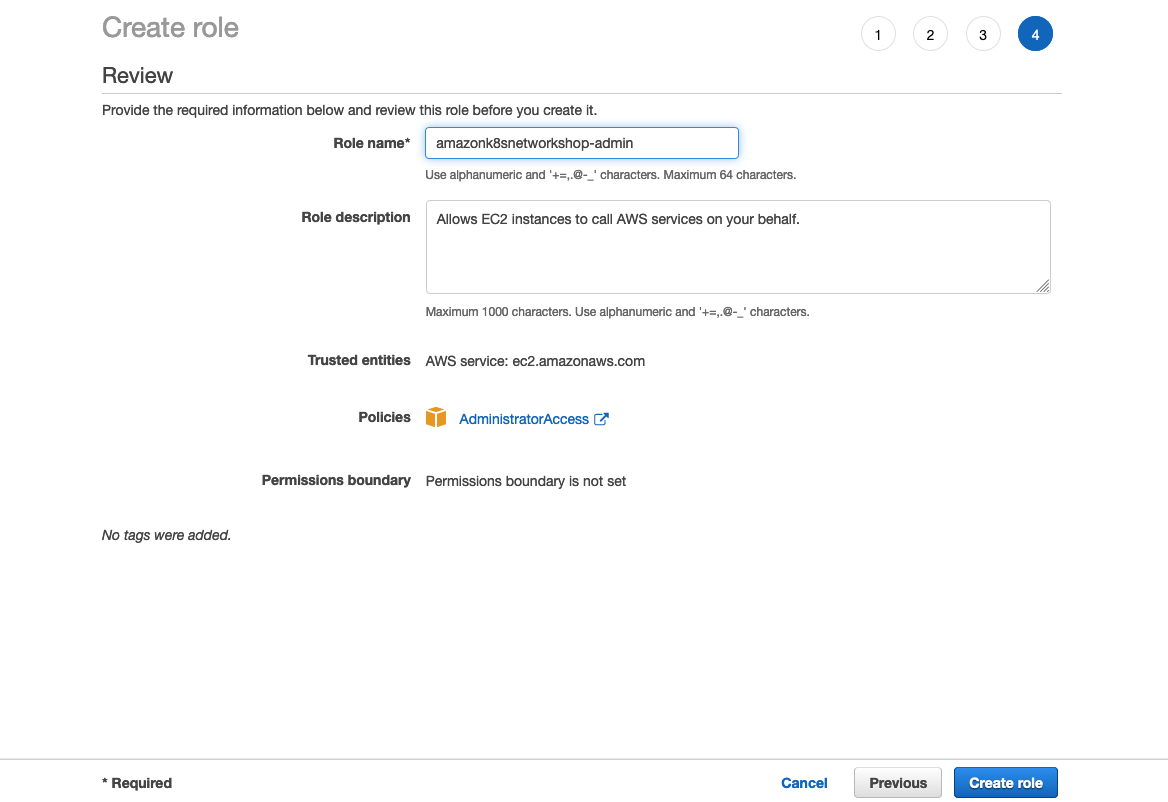 Create role
1 2 3 4
Review
Provide the required information below and review this role before you create it.
Role name* amazonk8snetworkshop-admin
Use alphanumeric and '+=,.@-_' characters. Maximum 64 characters.
Role description Allows EC2 instances to call AWS services on your behalf.
Maximum 1000 characters. Use alphanumeric and '+=,.@-_' characters.
Trusted entities AWS service: ec2.amazonaws.com
Policies AdministratorAccess
Permissions boundary Permissions boundary is not set
No tags were added.
* Required Cancel Previous Create role